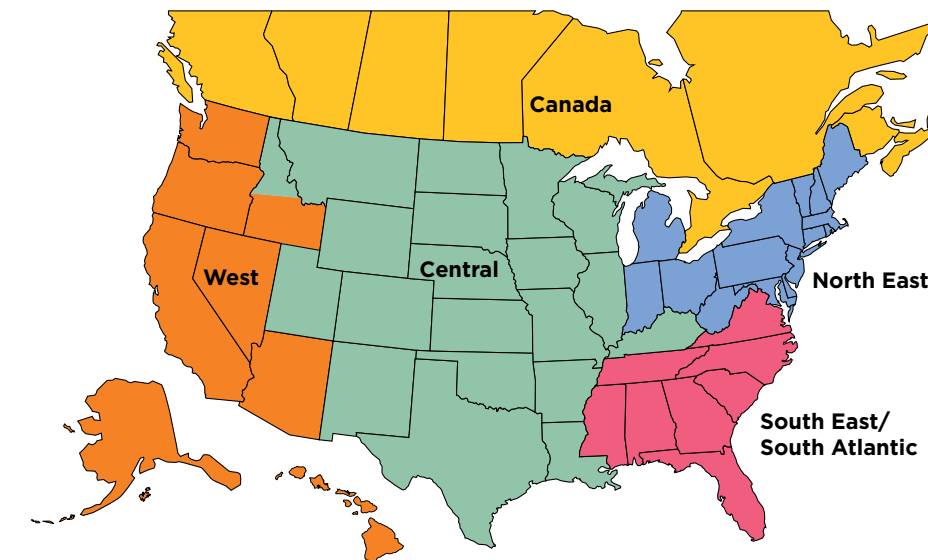 Canada
West
Central
North East
South East/
South Atlantic